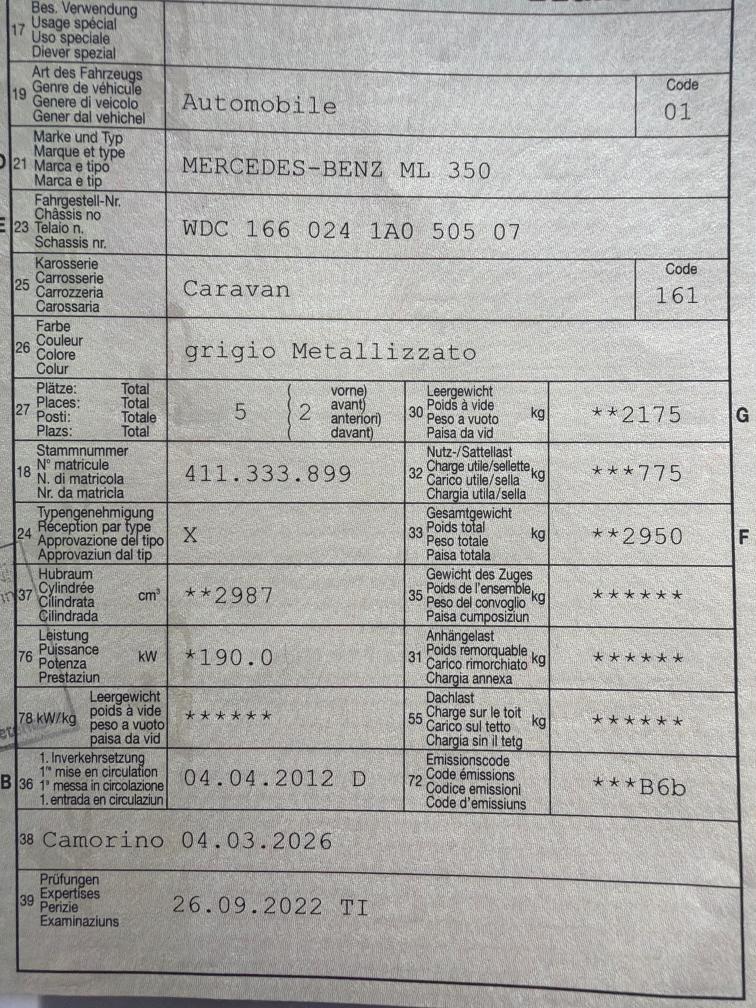 17 Bes. Verwendung
Usage spécial
Uso speciale
Diever spezial
19 Art des Fahrzeugs
Genre de véhicule
Genere di veicolo
Gener dal vehichel
Automobile
Code
01
D 21 Marke und Typ
Marque et type
Marca e tipo
Marca e tip
MERCEDES-BENZ ML 350
E 23 Fahrgestell-Nr.
Châssis no
Telaio n.
Schassis nr.
WDC 166 024 1A0 505 07
25 Karosserie
Carrosserie
Carrozzeria
Carossaria
Caravan
Code
161
26 Farbe
Couleur
Colore
Colur
grigio Metallizzato
27 Plätze: Total
Places: Total
Posti: Totale
Plazs: Total
5 ( 2 vorne)
avant)
anteriori)
davant)
30 Leergewicht
Poids à vide
Peso a vuoto
Paisa da vid
kg
**2175
G
18 Stammnummer
N° matricule
N. di matricola
Nr. da matricla
411.333.899
32 Nutz-/Sattellast
Charge utile/sellette
Carico utile/sella
Chargia utila/sella
kg
***775
24 Typengenehmigung
Réception par type
Approvazione del tipo
Approvaziun dal tip
X
33 Gesamtgewicht
Poids total
Peso totale
Paisa totala
kg
**2950
F
37 Hubraum
Cylindrée
Cilindrata
Cilindrada
cm³
**2987
35 Gewicht des Zuges
Poids de l'ensemble
Peso del convoglio
Paisa cumposiziun
kg
******
76 Leistung
Puissance
Potenza
Prestaziun
kW
*190.0
31 Anhängelast
Poids remorquable
Carico rimorchiato
Chargia annexa
kg
******
78 kW/kg Leergewicht
poids à vide
peso a vuoto
paisa da vid
******
55 Dachlast
Charge sur le toit
Carico sul tetto
Chargia sin il tetg
kg
******
B 36 1. Inverkehrsetzung
1re mise en circulation
1a messa in circolazione
1. entrada en circulaziun
04.04.2012 D
72 Emissionscode
Code émissions
Codice emissioni
Code d'emissiuns
***B6b
38 Camorino 04.03.2026
39 Prüfungen
Expertises
Perizie
Examinaziuns
26.09.2022 TI